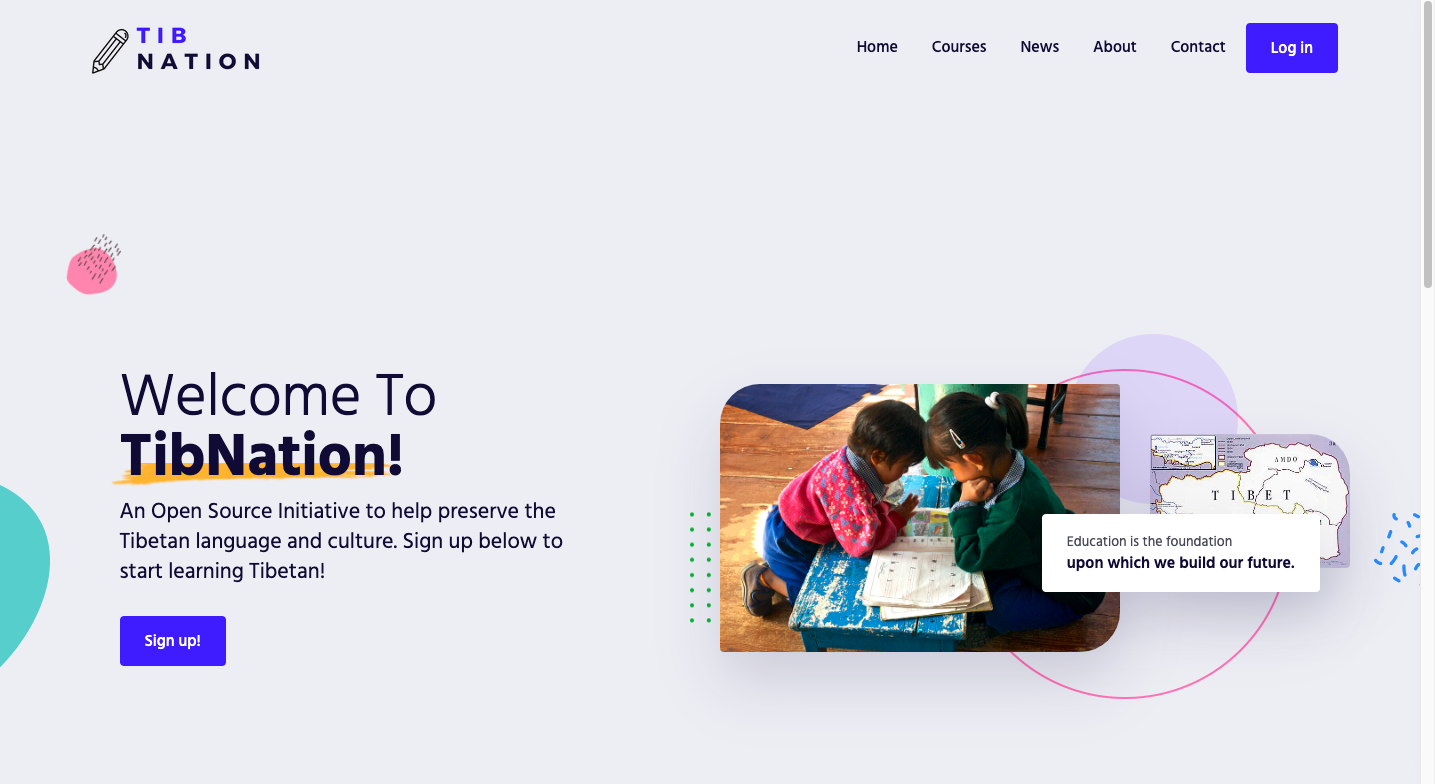 TIB
NATION
Home
Courses
News
About
Contact
Log in
Welcome To
TibNation!
An Open Source Initiative to help preserve the
Tibetan language and culture. Sign up below to
start learning Tibetan!
Sign up!
AMDO
TIBET
Education is the foundation
upon which we build our future.